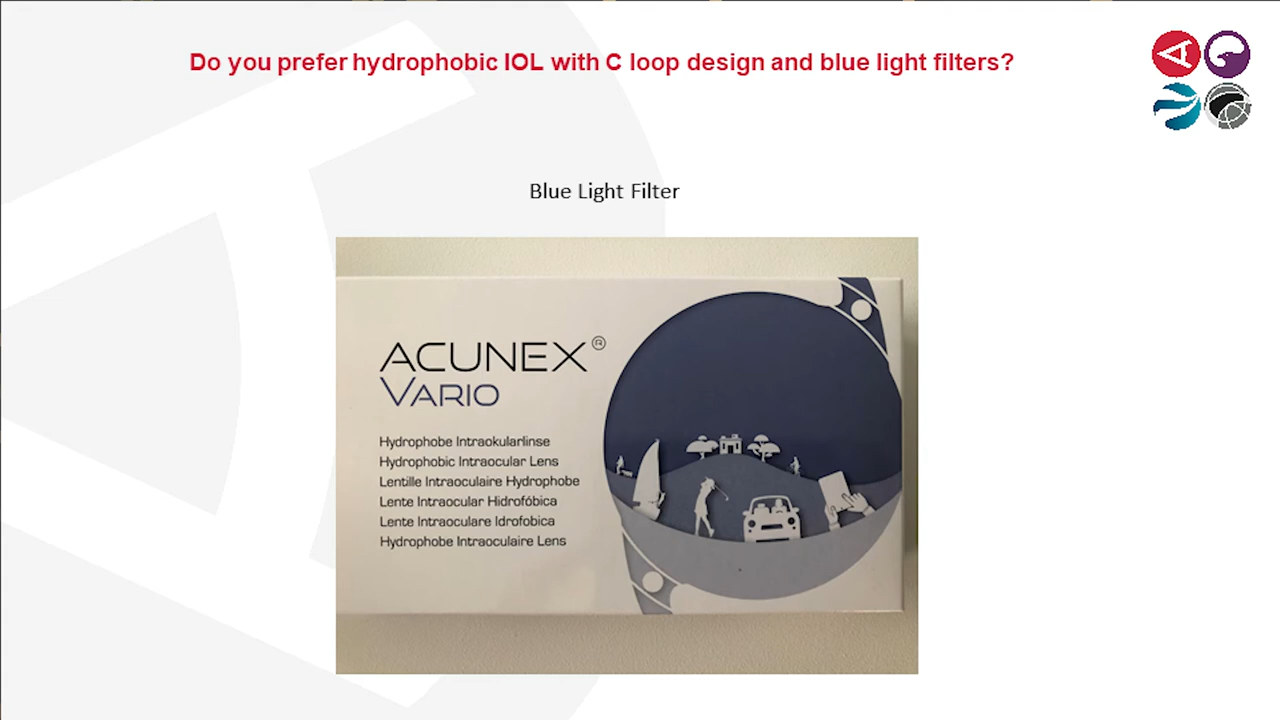 Do you prefer hydrophobic IOL with C loop design and blue light filters?
Blue Light Filter
ACUNEX®
VARIO
Hydrophobe Intraokularlinse
Hydrophobic Intraocular Lens
Lentille Intraoculaire Hydrophobe
Lente Intraocular Hidrofóbica
Lente Intraoculare Idrofobica
Hydrophobe Intraoculaire Lens